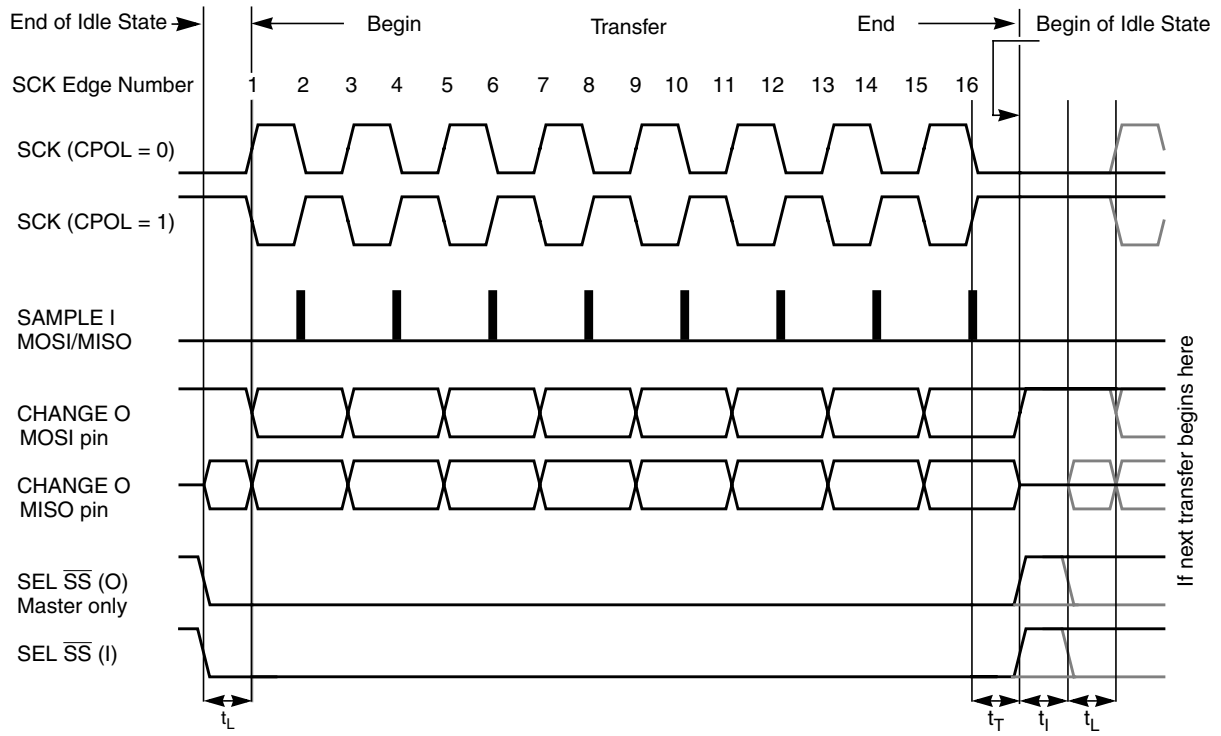 End of Idle State Begin Transfer End Begin of Idle State
SCK Edge Number 1 2 3 4 5 6 7 8 9 10 11 12 13 14 15 16
SCK (CPOL = 0)
SCK (CPOL = 1)
SAMPLE I
MOSI/MISO
CHANGE O
MOSI pin
CHANGE O
MISO pin
SEL SS (O)
Master only
SEL SS (I)
tL tT tI tL
If next transfer begins here